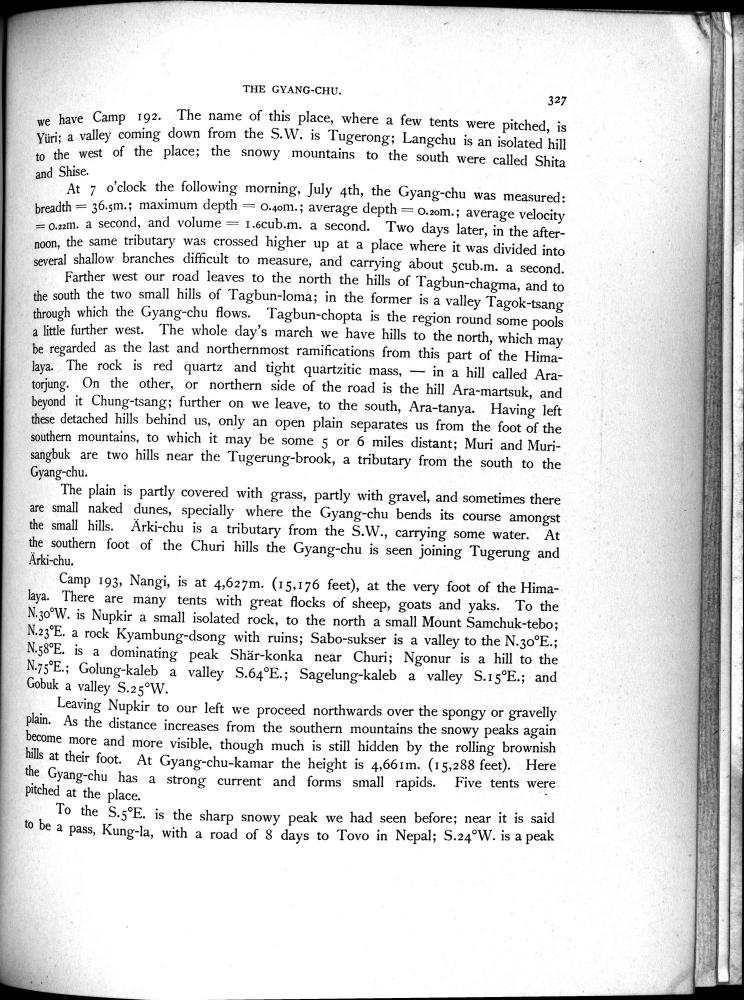 THE GYANG-CHU.
327
we have Camp 192. The name of this place, where a few tents were pitched, is
Yüri; a valley coming down from the S.W. is Tugerong; Langchu is an isolated hill
to the west of the place; the snowy mountains to the south were called Shita
and Shise.
At 7 o'clock the following morning, July 4th, the Gyang-chu was measured:
breadth = 36.5m.; maximum depth = 0.40m.; average depth = 0.20m.; average velocity
= 0.22m. a second, and volume = 1.6cub.m. a second. Two days later, in the after-
noon, the same tributary was crossed higher up at a place where it was divided into
several shallow branches difficult to measure, and carrying about 5cub.m. a second.
Farther west our road leaves to the north the hills of Tagbun-chagma, and to
the south the two small hills of Tagbun-loma; in the former is a valley Tagok-tsang
through which the Gyang-chu flows. Tagbun-chopta is the region round some pools
a little further west. The whole day's march we have hills to the north, which may
be regarded as the last and northernmost ramifications from this part of the Hima-
laya. The rock is red quartz and tight quartzitic mass, — in a hill called Ara-
torjung. On the other, or northern side of the road is the hill Ara-martsuk, and
beyond it Chung-tsang; further on we leave, to the south, Ara-tanya. Having left
these detached hills behind us, only an open plain separates us from the foot of the
southern mountains, to which it may be some 5 or 6 miles distant; Muri and Muri-
sangbuk are two hills near the Tugerung-brook, a tributary from the south to the
Gyang-chu.
The plain is partly covered with grass, partly with gravel, and sometimes there
are small naked dunes, specially where the Gyang-chu bends its course amongst
the small hills. Ärki-chu is a tributary from the S.W., carrying some water. At
the southern foot of the Churi hills the Gyang-chu is seen joining Tugerung and
Ärki-chu.
Camp 193, Nangi, is at 4,627m. (15,176 feet), at the very foot of the Hima-
laya. There are many tents with great flocks of sheep, goats and yaks. To the
N.30°W. is Nupkir a small isolated rock, to the north a small Mount Samchuk-tebo;
N.23°E. a rock Kyambung-dsong with ruins; Sabo-sukser is a valley to the N.30°E.;
N.58°E. is a dominating peak Shär-konka near Churi; Ngonur is a hill to the
N.75°E.; Golung-kaleb a valley S.64°E.; Sagelung-kaleb a valley S.15°E.; and
Gobuk a valley S.25°W.
Leaving Nupkir to our left we proceed northwards over the spongy or gravelly
plain. As the distance increases from the southern mountains the snowy peaks again
become more and more visible, though much is still hidden by the rolling brownish
hills at their foot. At Gyang-chu-kamar the height is 4,661m. (15,288 feet). Here
the Gyang-chu has a strong current and forms small rapids. Five tents were
pitched at the place.
To the S.5°E. is the sharp snowy peak we had seen before; near it is said
to be a pass, Kung-la, with a road of 8 days to Tovo in Nepal; S.24°W. is a peak